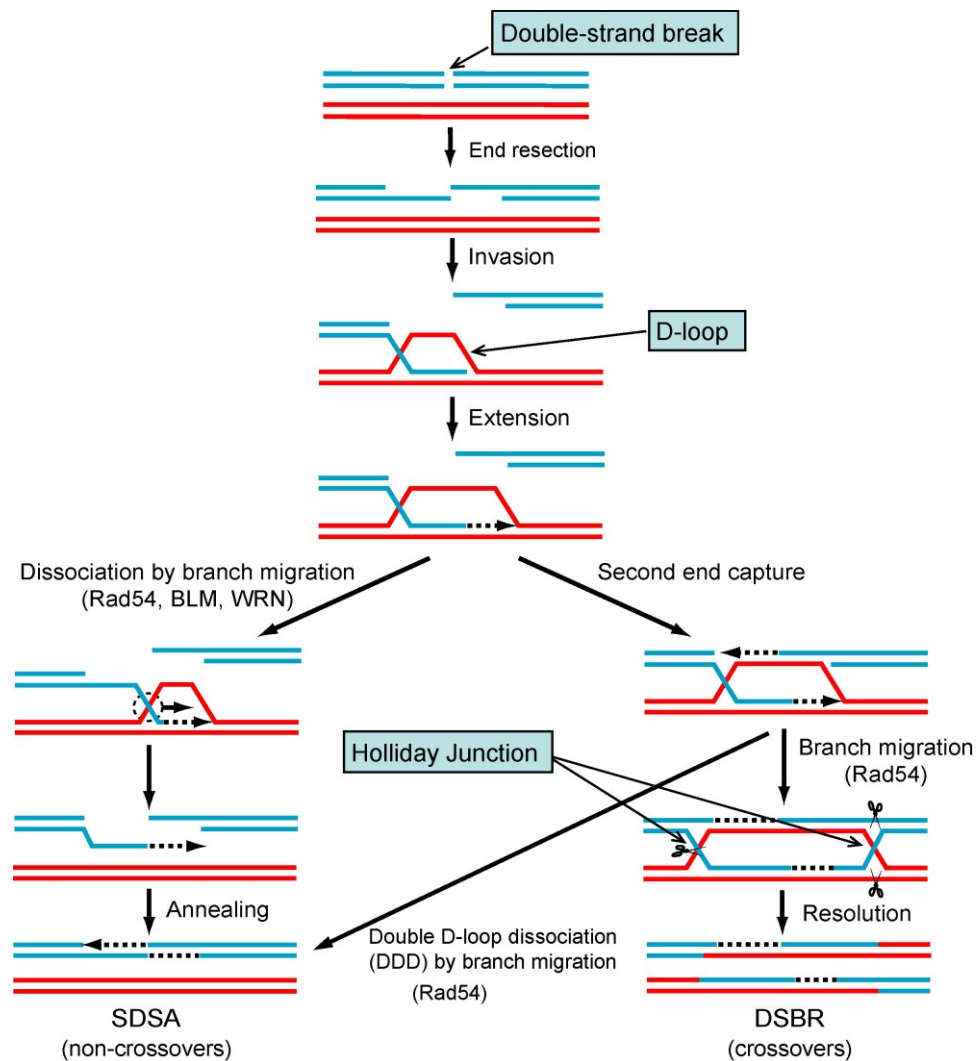 Double-strand break
End resection
Invasion
D-loop
Extension
Dissociation by branch migration
(Rad54, BLM, WRN)
Second end capture
Holliday Junction
Branch migration
(Rad54)
Annealing
Resolution
Double D-loop dissociation
(DDD) by branch migration
(Rad54)
SDSA
(non-crossovers)
DSBR
(crossovers)